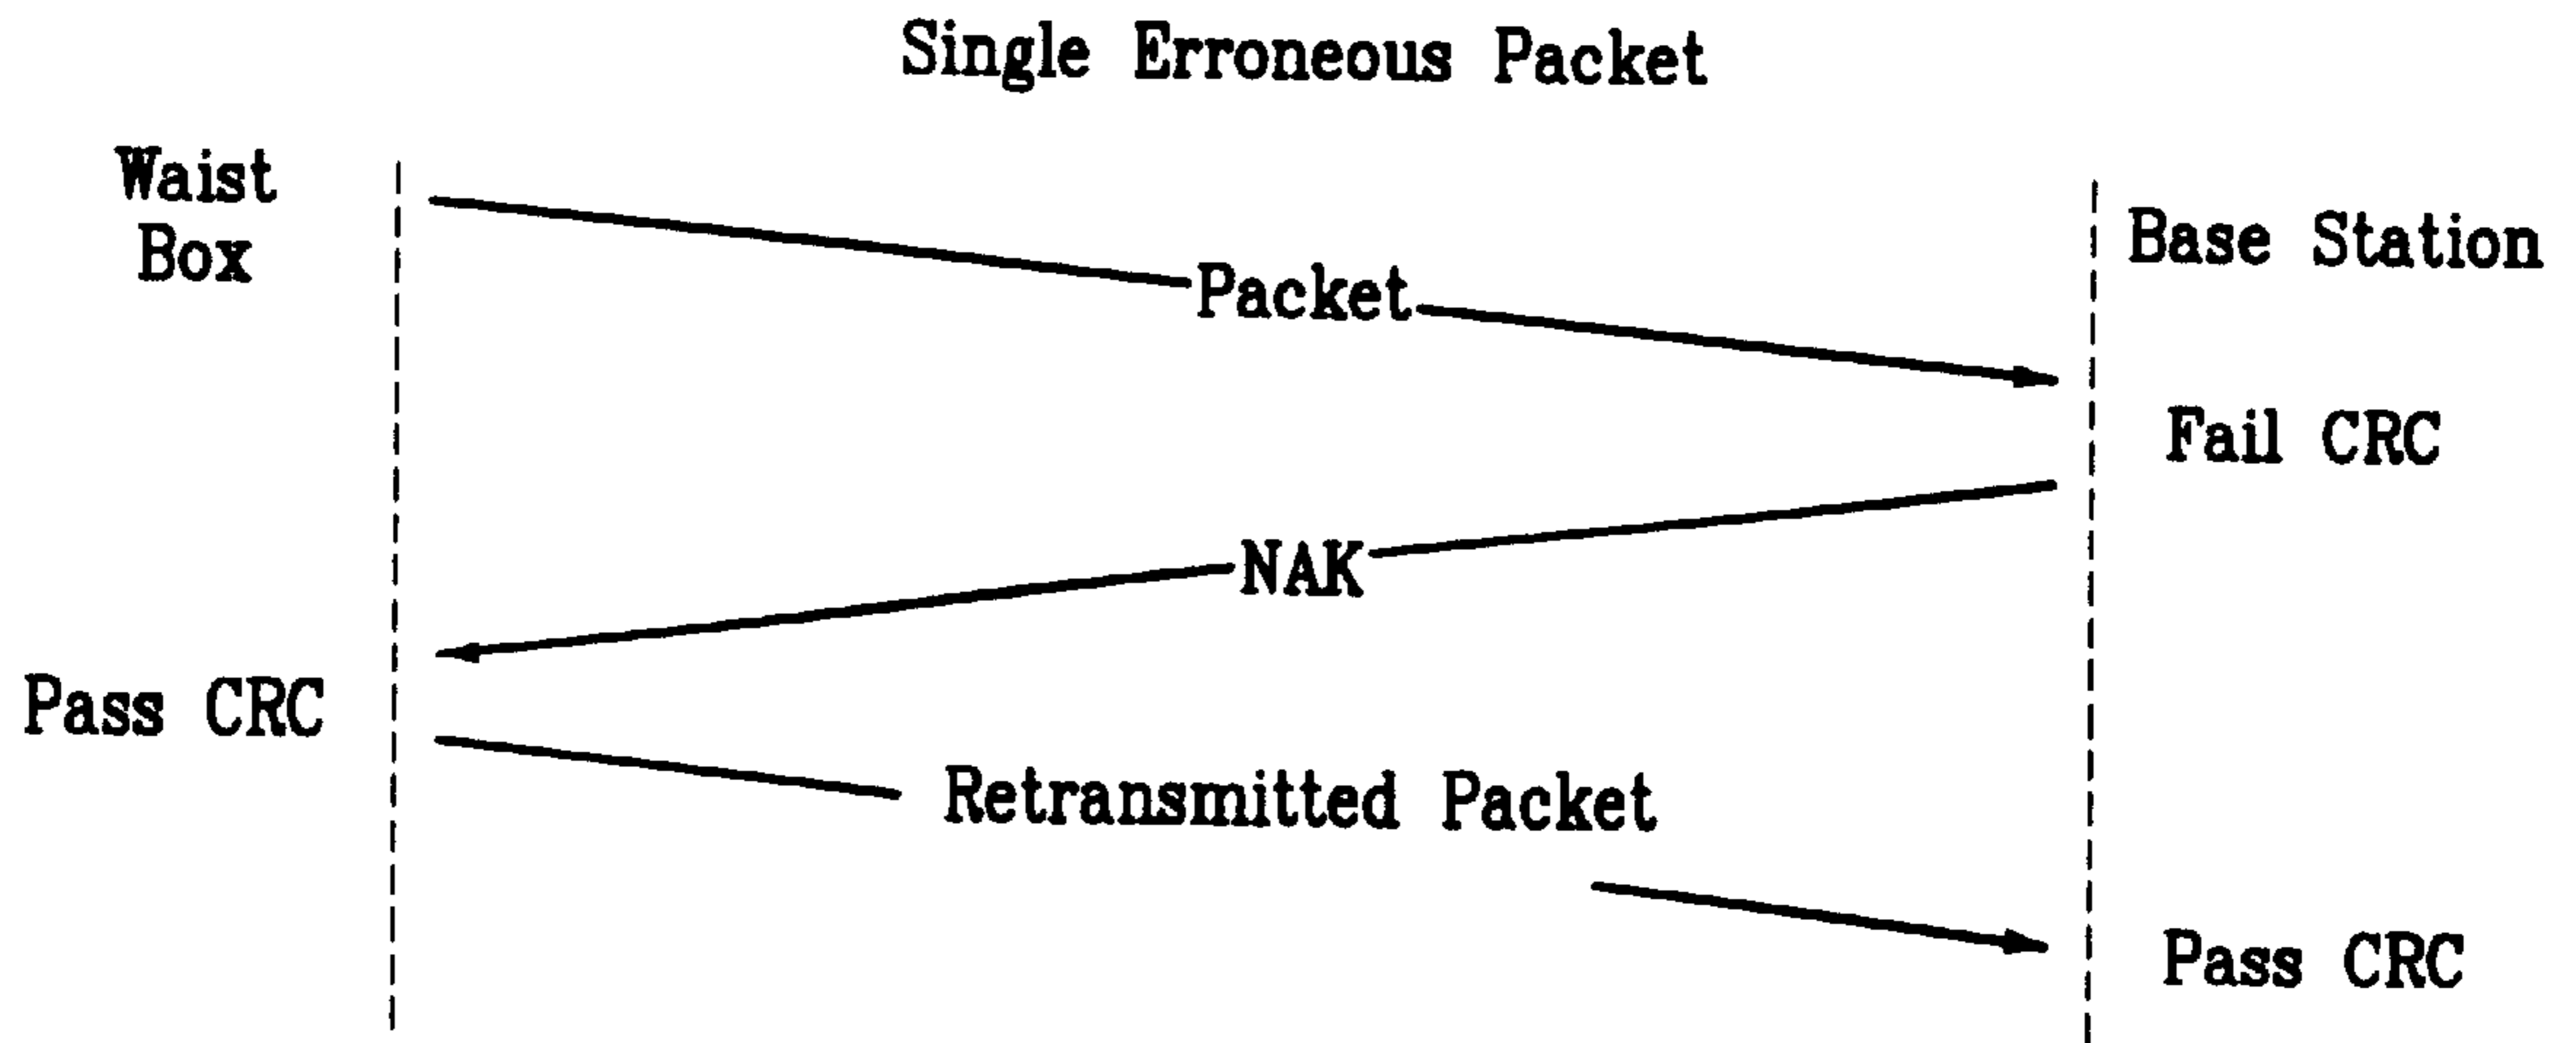 Single Erroneous Packet
Waist
Box
Base Station
Packet
Fail CRC
NAK
Pass CRC
Retransmitted Packet
Pass CRC